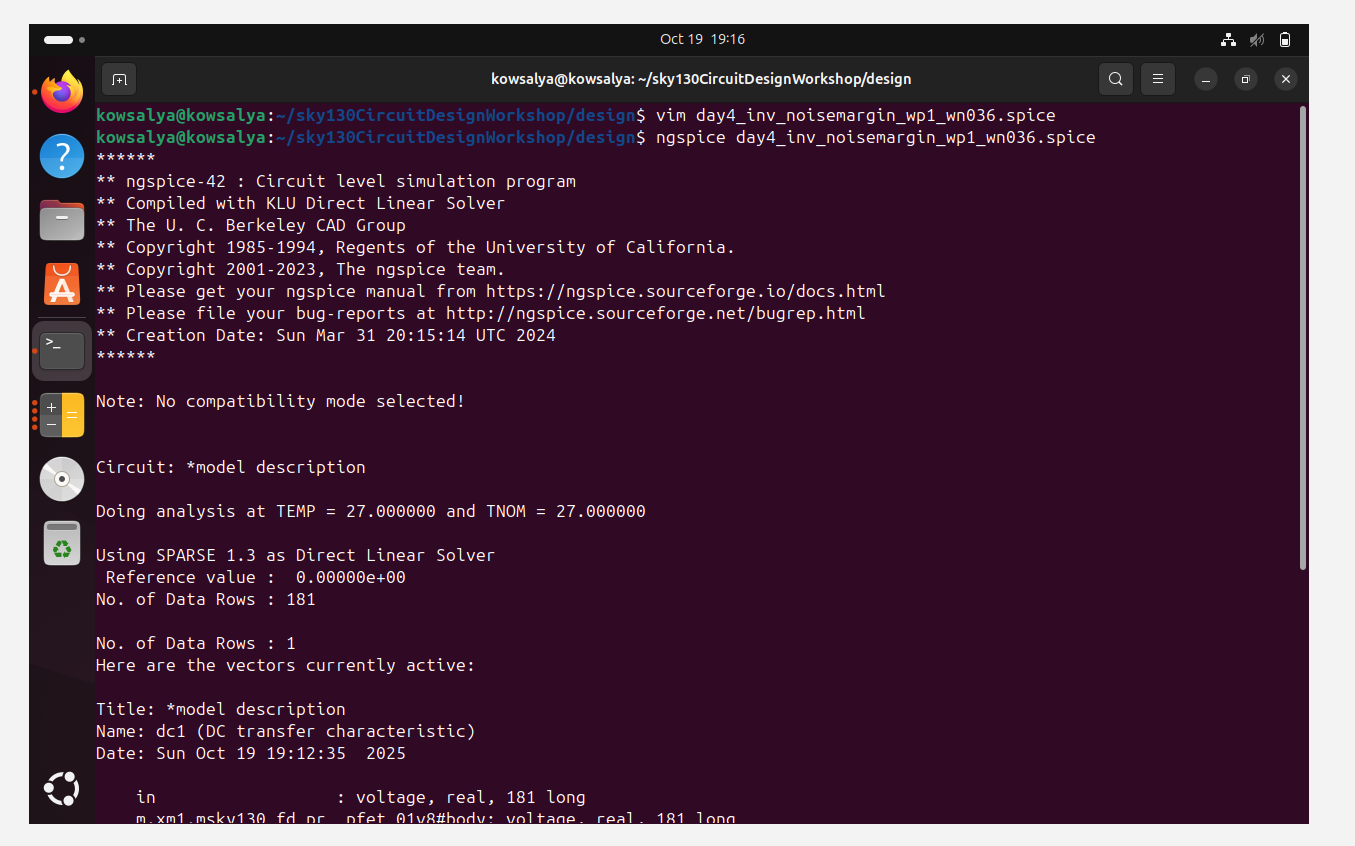 Oct 19 19:16
kowsalya@kowsalya: ~/sky130CircuitDesignWorkshop/design
kowsalya@kowsalya:~/sky130CircuitDesignWorkshop/design$ vim day4_inv_noisemargin_wp1_wn036.spice
kowsalya@kowsalya:~/sky130CircuitDesignWorkshop/design$ ngspice day4_inv_noisemargin_wp1_wn036.spice
******
** ngspice-42 : Circuit level simulation program
** Compiled with KLU Direct Linear Solver
** The U. C. Berkeley CAD Group
** Copyright 1985-1994, Regents of the University of California.
** Copyright 2001-2023, The ngspice team.
** Please get your ngspice manual from https://ngspice.sourceforge.io/docs.html
** Please file your bug-reports at http://ngspice.sourceforge.net/bugrep.html
** Creation Date: Sun Mar 31 20:15:14 UTC 2024
******
Note: No compatibility mode selected!
Circuit: *model description
Doing analysis at TEMP = 27.000000 and TNOM = 27.000000
Using SPARSE 1.3 as Direct Linear Solver
Reference value :  0.00000e+00
No. of Data Rows : 181
No. of Data Rows : 1
Here are the vectors currently active:
Title: *model description
Name: dc1 (DC transfer characteristic)
Date: Sun Oct 19 19:12:35  2025
in                  : voltage, real, 181 long
m.xm1.msky130_fd_pr__pfet_01v8#body: voltage, real, 181 long